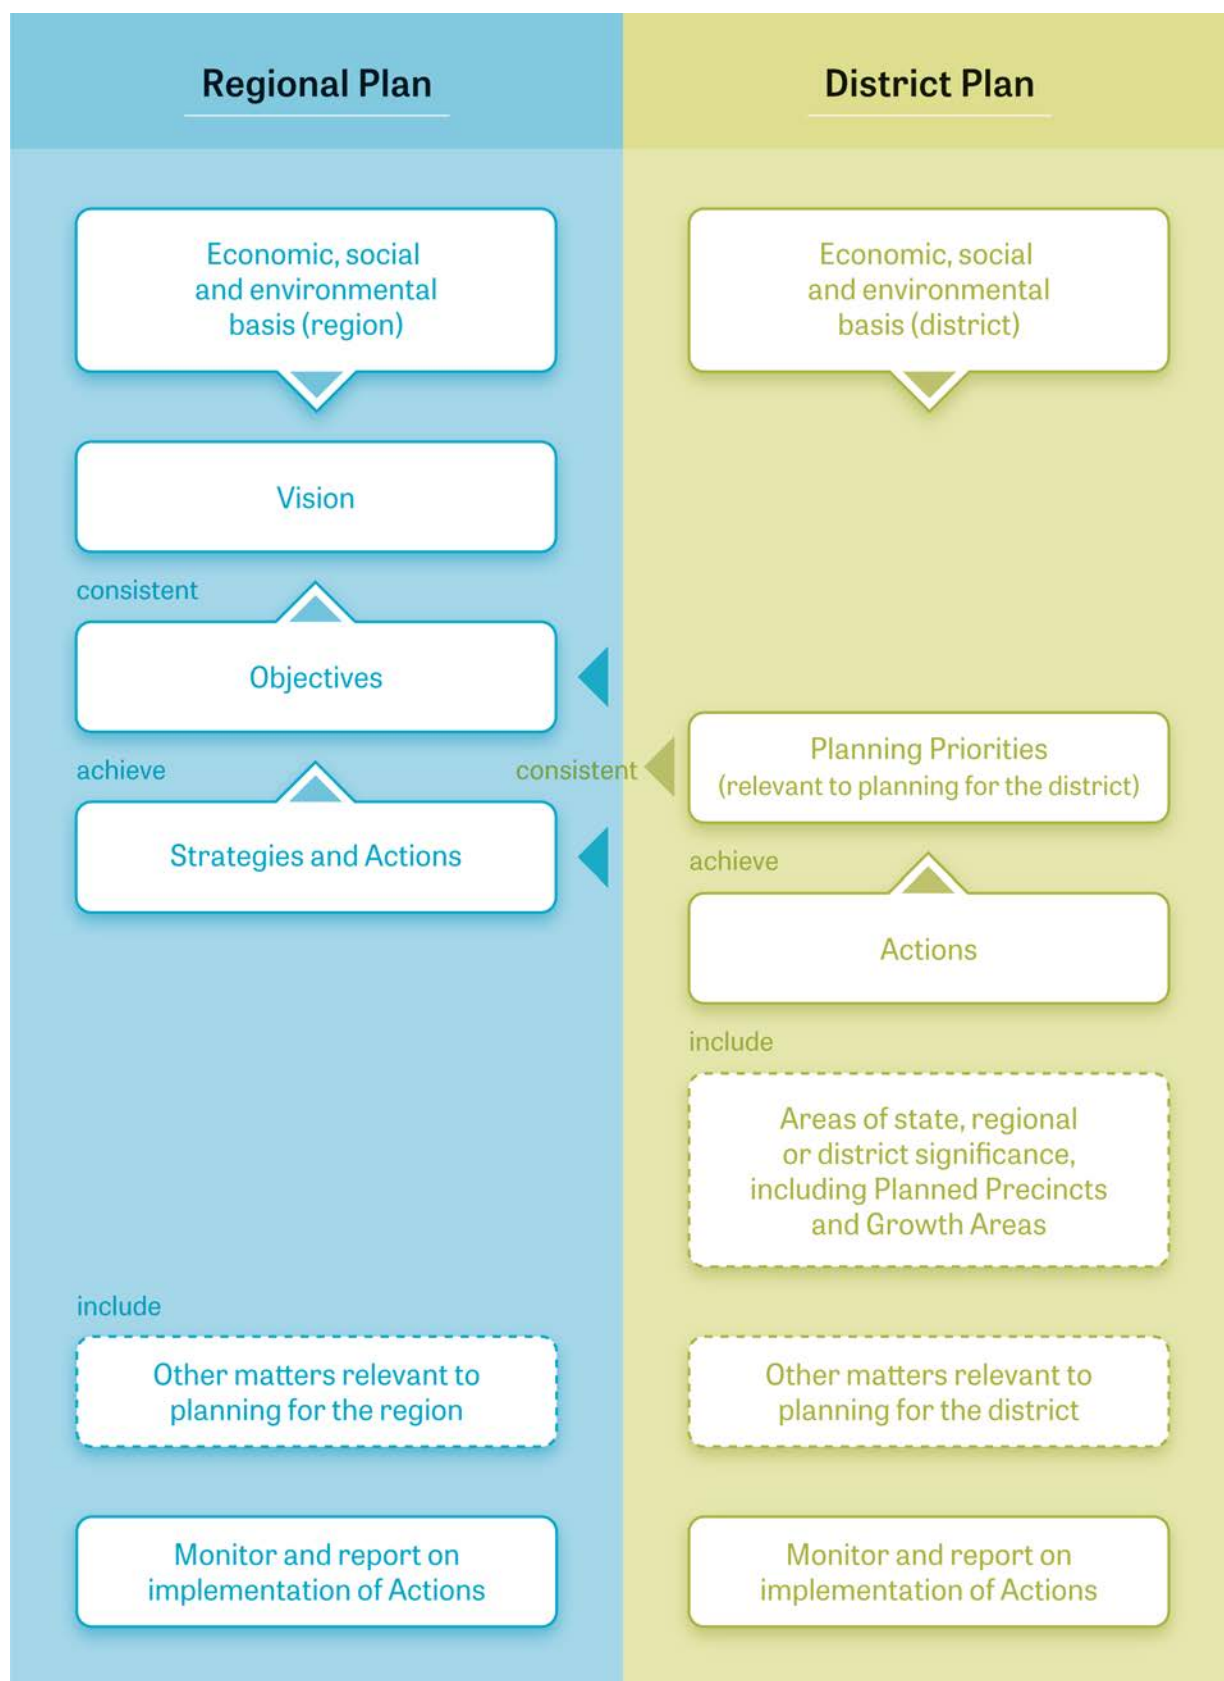 Regional Plan
Economic, social
and environmental
basis (region)
Vision
consistent
Objectives
achieve
Strategies and Actions
include
Other matters relevant to
planning for the region
Monitor and report on
implementation of Actions
District Plan
Economic, social
and environmental
basis (district)
consistent
Planning Priorities
(relevant to planning for the district)
achieve
Actions
include
Areas of state, regional
or district significance,
including Planned Precincts
and Growth Areas
Other matters relevant to
planning for the district
Monitor and report on
implementation of Actions